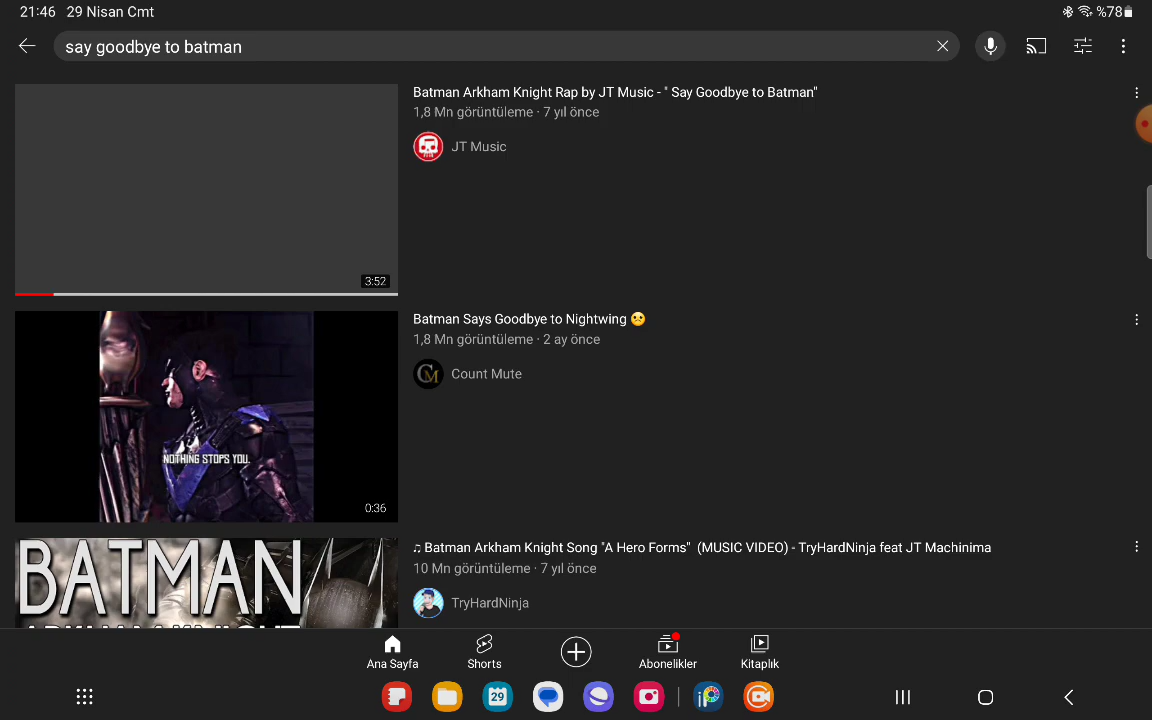 21:46 29 Nisan Cmt
%78
say goodbye to batman
Batman Arkham Knight Rap by JT Music - " Say Goodbye to Batman"
1,8 Mn görüntüleme · 7 yıl önce
JT Music
3:52
Batman Says Goodbye to Nightwing 🙁
1,8 Mn görüntüleme · 2 ay önce
CM
Count Mute
NOTHING STOPS YOU.
0:36
♫ Batman Arkham Knight Song "A Hero Forms" (MUSIC VIDEO) - TryHardNinja feat JT Machinima
10 Mn görüntüleme · 7 yıl önce
TryHardNinja
BATMAN
ARKHAM KNIGHT
Ana Sayfa
Shorts
Abonelikler
Kitaplık
29